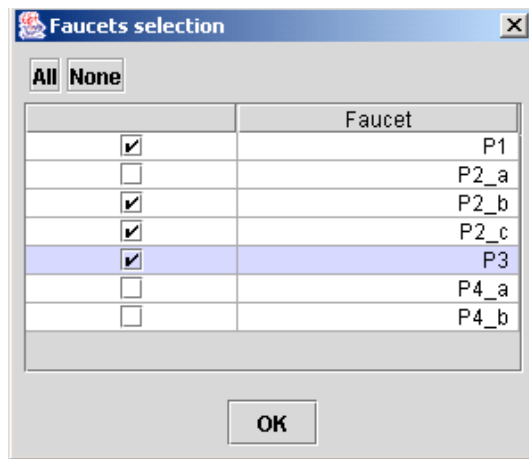 Faucets selection
All None
Faucet
P1
P2_a
P2_b
P2_c
P3
P4_a
P4_b
OK